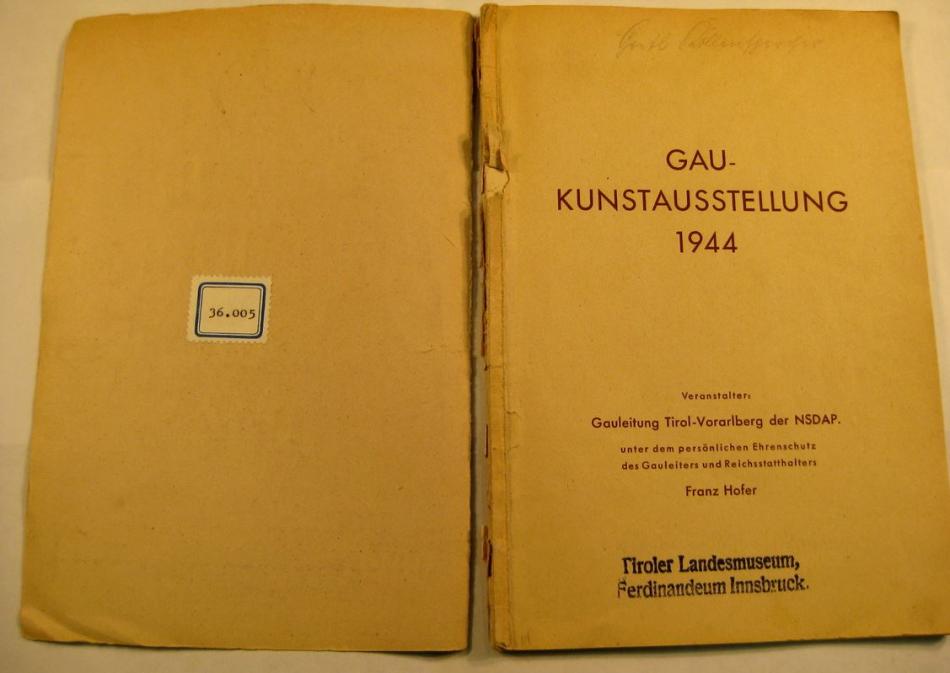 36.005
GAU-
KUNSTAUSSTELLUNG
1944
Veranstalter:
Gauleitung Tirol-Vorarlberg der NSDAP.
unter dem persönlichen Ehrenschutz
des Gauleiters und Reichsstatthalters
Franz Hofer
Tiroler Landesmuseum,
Ferdinandeum Innsbruck.